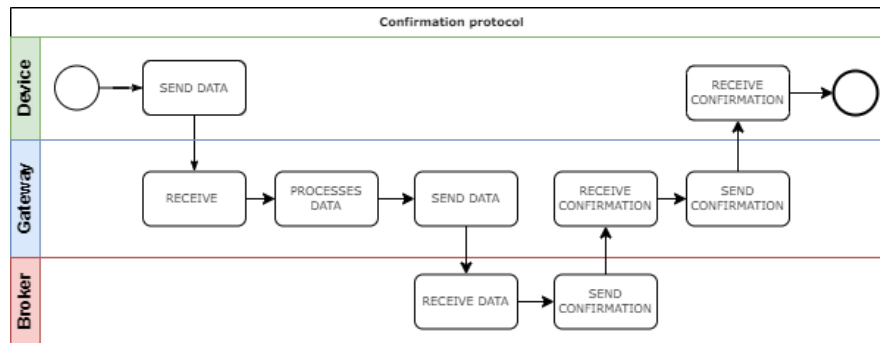 Confirmation protocol
Device
SEND DATA
RECEIVE
CONFIRMATION
Gateway
RECEIVE
PROCESSES
DATA
SEND DATA
RECEIVE
CONFIRMATION
SEND
CONFIRMATION
Broker
RECEIVE DATA
SEND
CONFIRMATION